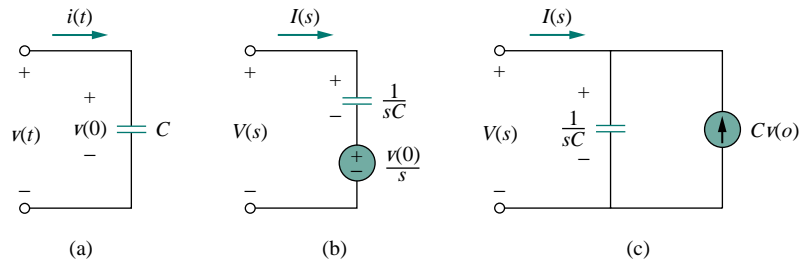 i(t)
+
v(t)
−
+
v(0)
−
C
(a)
I(s)
+
V(s)
−
+
−
1
sC
+
−
v(0)
s
(b)
I(s)
+
V(s)
−
1
sC
+
−
Cv(o)
(c)